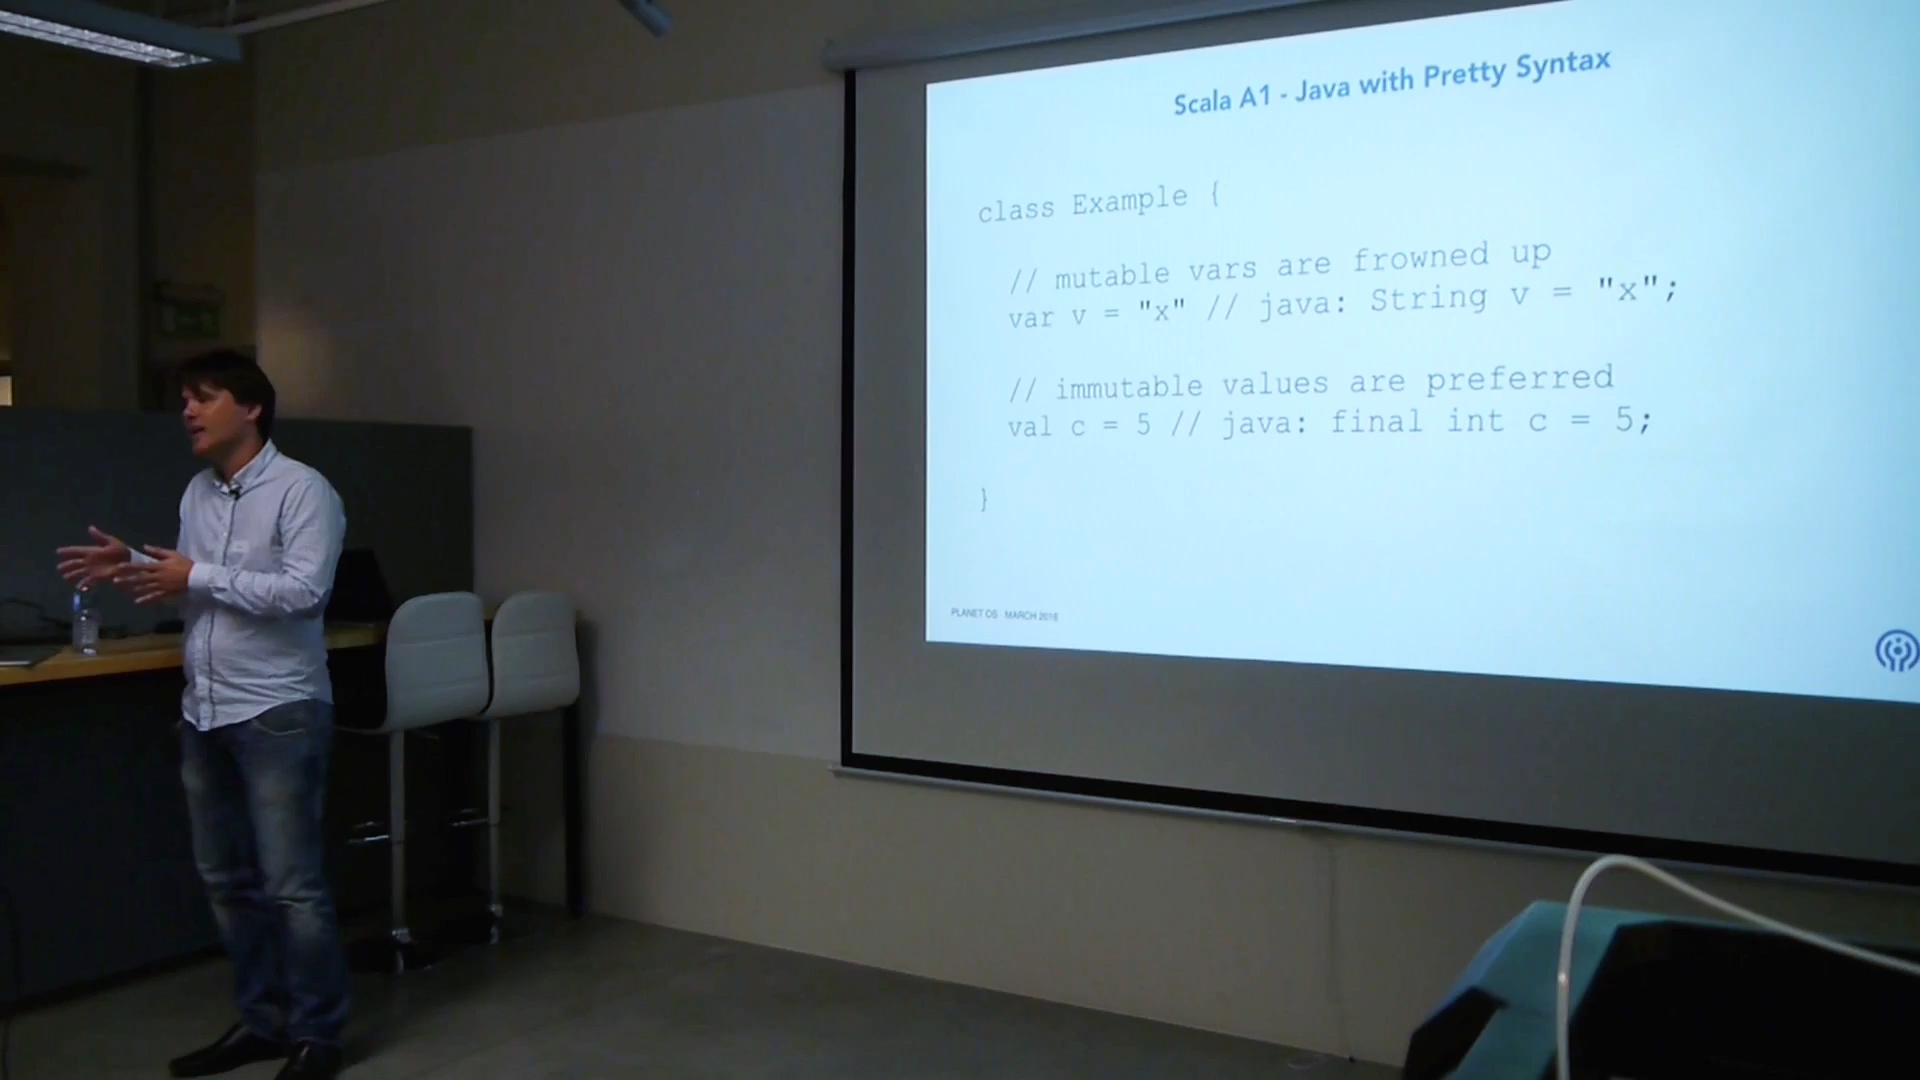 Scala A1 - Java with Pretty Syntax
class Example {
// mutable vars are frowned up
var v = "x" // java: String v = "x";
// immutable values are preferred
val c = 5 // java: final int c = 5;
}
PLANET OS · MARCH 2016